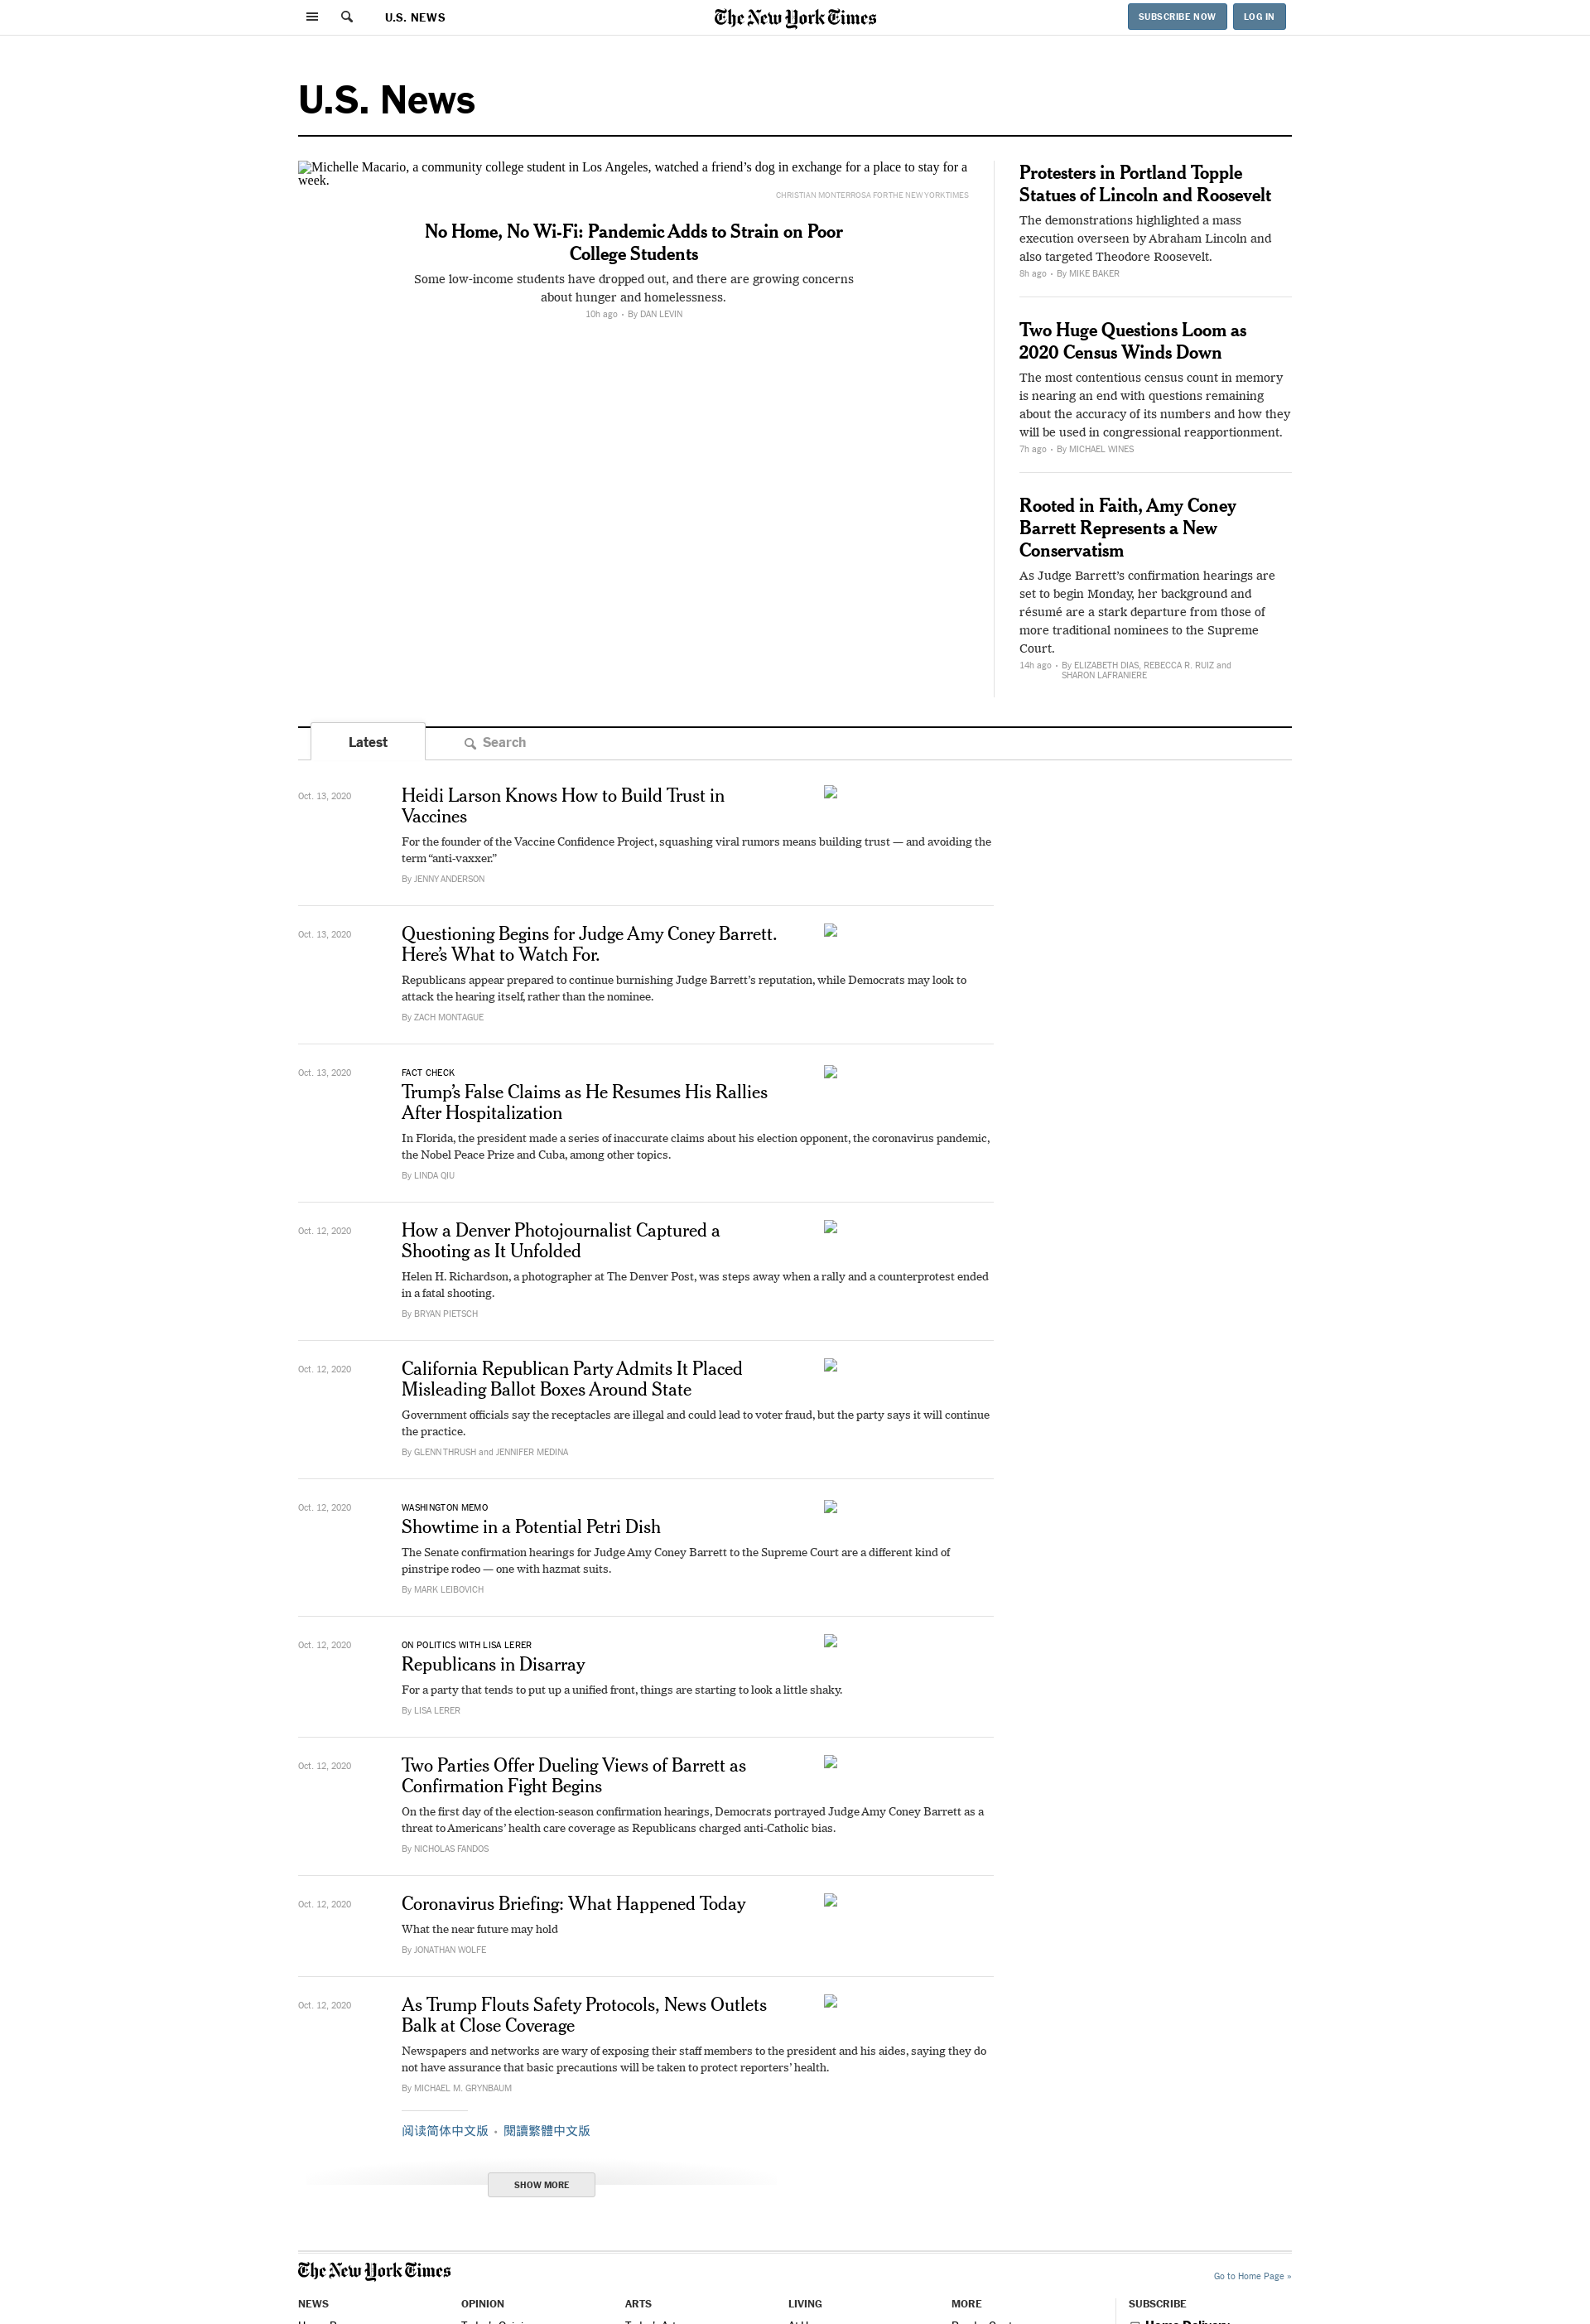 U.S. NEWS
The New York Times
SUBSCRIBE NOW
LOG IN
U.S. News
Michelle Macario, a community college student in Los Angeles, watched a friend’s dog in exchange for a place to stay for a
week.
CHRISTIAN MONTERROSA FOR THE NEW YORK TIMES
No Home, No Wi-Fi: Pandemic Adds to Strain on Poor
College Students
Some low-income students have dropped out, and there are growing concerns
about hunger and homelessness.
10h ago • By DAN LEVIN
Protesters in Portland Topple
Statues of Lincoln and Roosevelt
The demonstrations highlighted a mass
execution overseen by Abraham Lincoln and
also targeted Theodore Roosevelt.
8h ago • By MIKE BAKER
Two Huge Questions Loom as
2020 Census Winds Down
The most contentious census count in memory
is nearing an end with questions remaining
about the accuracy of its numbers and how they
will be used in congressional reapportionment.
7h ago • By MICHAEL WINES
Rooted in Faith, Amy Coney
Barrett Represents a New
Conservatism
As Judge Barrett’s confirmation hearings are
set to begin Monday, her background and
résumé are a stark departure from those of
more traditional nominees to the Supreme
Court.
14h ago • By ELIZABETH DIAS, REBECCA R. RUIZ and
SHARON LAFRANIERE
Latest
Search
Oct. 13, 2020
Heidi Larson Knows How to Build Trust in
Vaccines
For the founder of the Vaccine Confidence Project, squashing viral rumors means building trust — and avoiding the
term “anti-vaxxer.”
By JENNY ANDERSON
Oct. 13, 2020
Questioning Begins for Judge Amy Coney Barrett.
Here’s What to Watch For.
Republicans appear prepared to continue burnishing Judge Barrett’s reputation, while Democrats may look to
attack the hearing itself, rather than the nominee.
By ZACH MONTAGUE
Oct. 13, 2020
FACT CHECK
Trump’s False Claims as He Resumes His Rallies
After Hospitalization
In Florida, the president made a series of inaccurate claims about his election opponent, the coronavirus pandemic,
the Nobel Peace Prize and Cuba, among other topics.
By LINDA QIU
Oct. 12, 2020
How a Denver Photojournalist Captured a
Shooting as It Unfolded
Helen H. Richardson, a photographer at The Denver Post, was steps away when a rally and a counterprotest ended
in a fatal shooting.
By BRYAN PIETSCH
Oct. 12, 2020
California Republican Party Admits It Placed
Misleading Ballot Boxes Around State
Government officials say the receptacles are illegal and could lead to voter fraud, but the party says it will continue
the practice.
By GLENN THRUSH and JENNIFER MEDINA
Oct. 12, 2020
WASHINGTON MEMO
Showtime in a Potential Petri Dish
The Senate confirmation hearings for Judge Amy Coney Barrett to the Supreme Court are a different kind of
pinstripe rodeo — one with hazmat suits.
By MARK LEIBOVICH
Oct. 12, 2020
ON POLITICS WITH LISA LERER
Republicans in Disarray
For a party that tends to put up a unified front, things are starting to look a little shaky.
By LISA LERER
Oct. 12, 2020
Two Parties Offer Dueling Views of Barrett as
Confirmation Fight Begins
On the first day of the election-season confirmation hearings, Democrats portrayed Judge Amy Coney Barrett as a
threat to Americans’ health care coverage as Republicans charged anti-Catholic bias.
By NICHOLAS FANDOS
Oct. 12, 2020
Coronavirus Briefing: What Happened Today
What the near future may hold
By JONATHAN WOLFE
Oct. 12, 2020
As Trump Flouts Safety Protocols, News Outlets
Balk at Close Coverage
Newspapers and networks are wary of exposing their staff members to the president and his aides, saying they do
not have assurance that basic precautions will be taken to protect reporters’ health.
By MICHAEL M. GRYNBAUM
阅读简体中文版 • 閱讀繁體中文版
SHOW MORE
The New York Times
Go to Home Page »
NEWS
OPINION
ARTS
LIVING
MORE
SUBSCRIBE